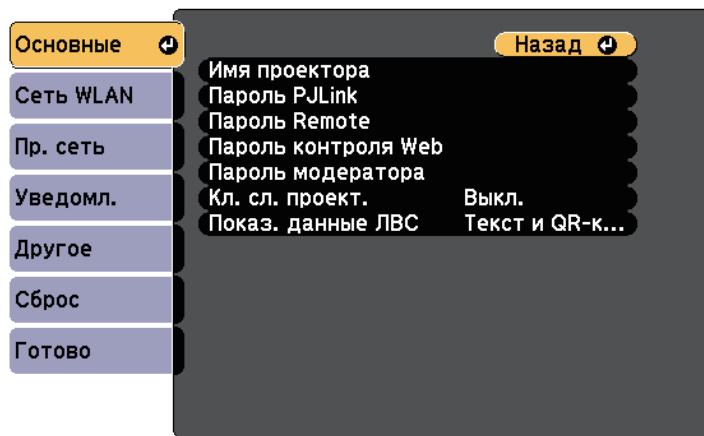 Основные
Сеть WLAN
Пр. сеть
Уведомл.
Другое
Сброс
Готово
Назад
Имя проектора
Пароль PJLink
Пароль Remote
Пароль контроля Web
Пароль модератора
Кл. сл. проект. Выкл.
Показ. данные ЛВС Текст и QR-к...